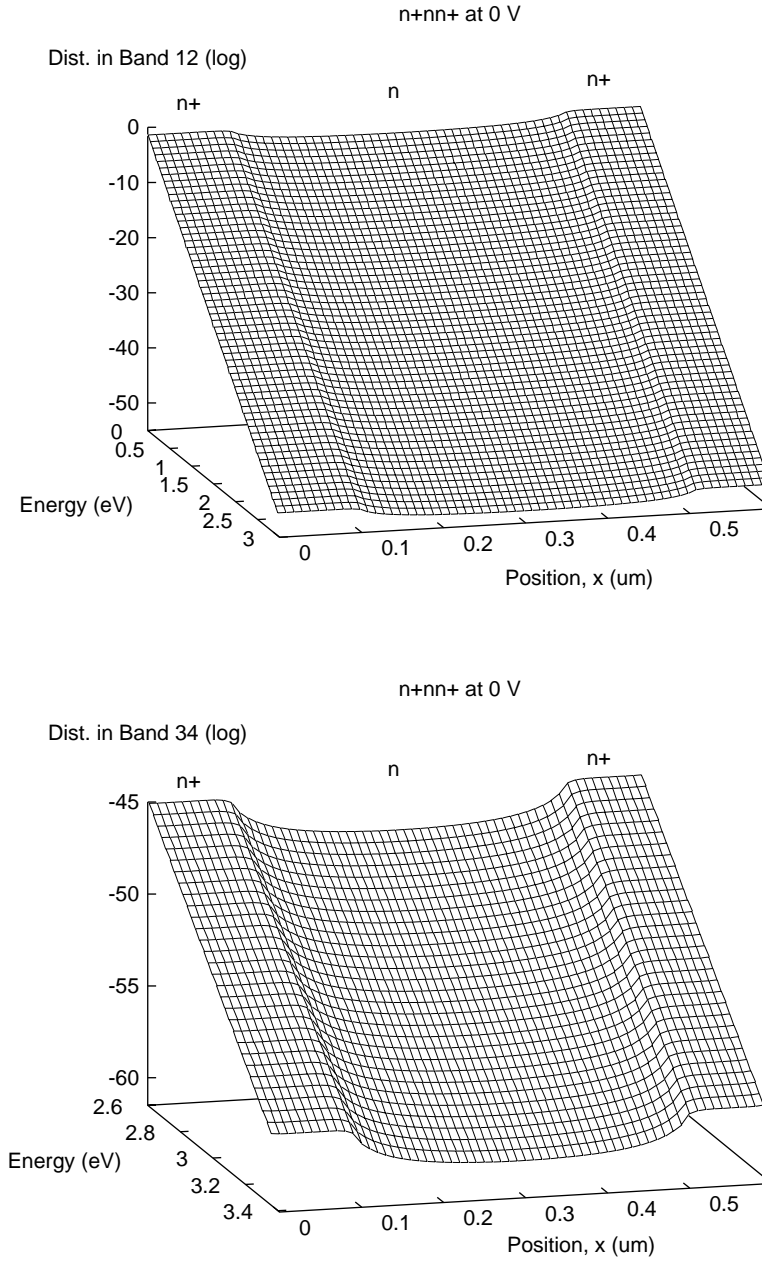 n+nn+ at 0 V
Dist. in Band 12 (log)
n+
n
n+
0
-10
-20
-30
-40
-50
0
0.5
1
1.5
2
2.5
3
Energy (eV)
0
0.1
0.2
0.3
0.4
0.5
Position, x (um)
n+nn+ at 0 V
Dist. in Band 34 (log)
n+
n
n+
-45
-50
-55
-60
2.6
2.8
3
3.2
3.4
Energy (eV)
0
0.1
0.2
0.3
0.4
0.5
Position, x (um)